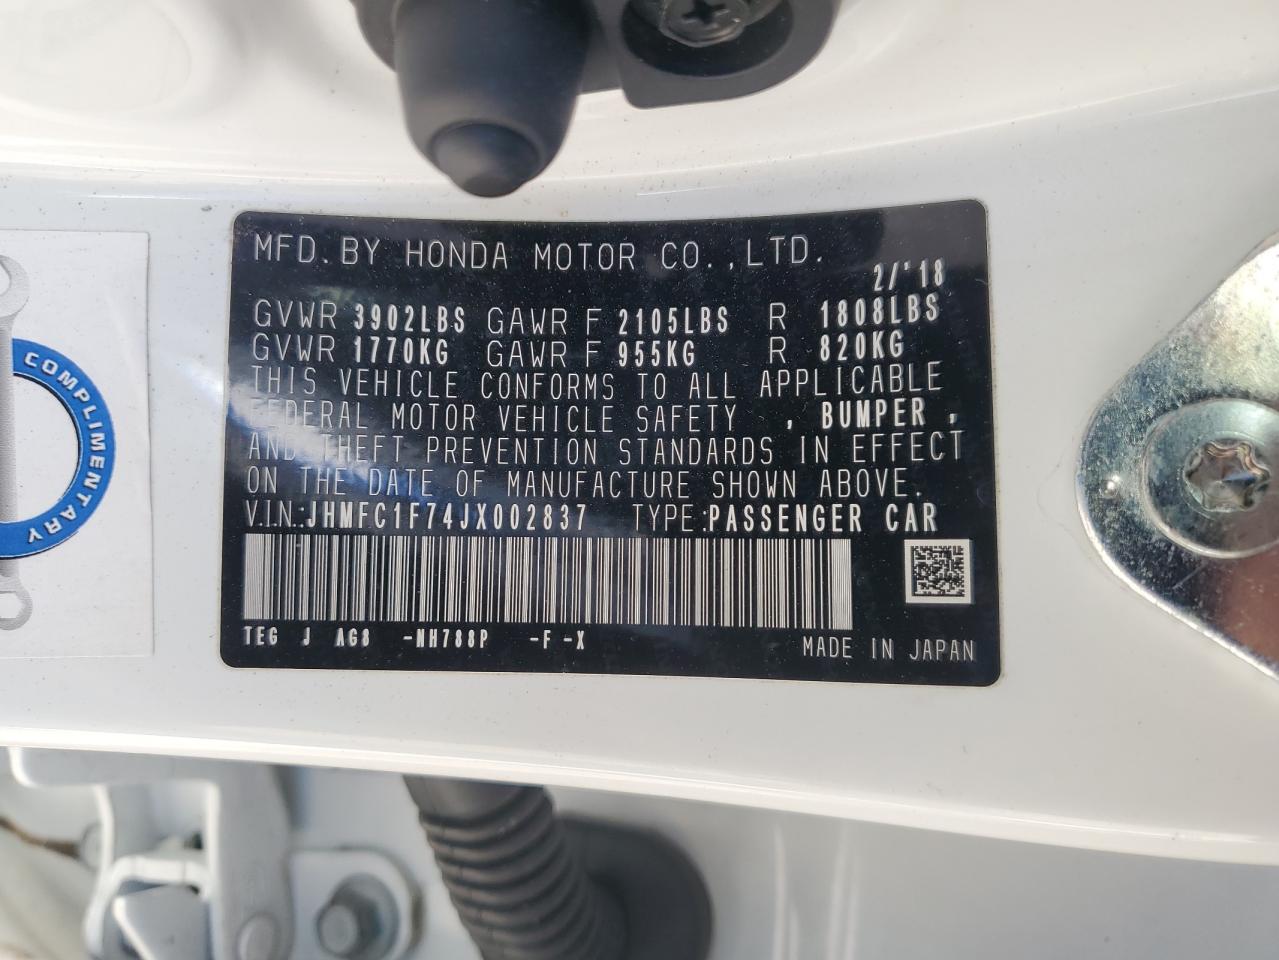 MFD. BY HONDA MOTOR CO.,LTD.
2/'18
GVWR 3902LBS GAWR F 2105LBS R 1808LBS
GVWR 1770KG GAWR F 955KG R 820KG
THIS VEHICLE CONFORMS TO ALL APPLICABLE
FEDERAL MOTOR VEHICLE SAFETY , BUMPER ,
AND THEFT PREVENTION STANDARDS IN EFFECT
ON THE DATE OF MANUFACTURE SHOWN ABOVE.
V.I.N.:JHMFC1F74JX002837 TYPE:PASSENGER CAR
TEG J AG8 -NH788P -F -X MADE IN JAPAN
COMPLIMENTARY